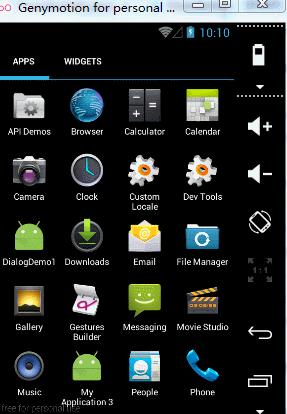 Genymotion for personal ...
10:10
APPS WIDGETS
API Demos Browser Calculator Calendar
Camera Clock Custom Locale Dev Tools
DialogDemo1 Downloads Email File Manager
Gallery Gestures Builder Messaging Movie Studio
Music My Application 3 People Phone
free for personal use
1:1